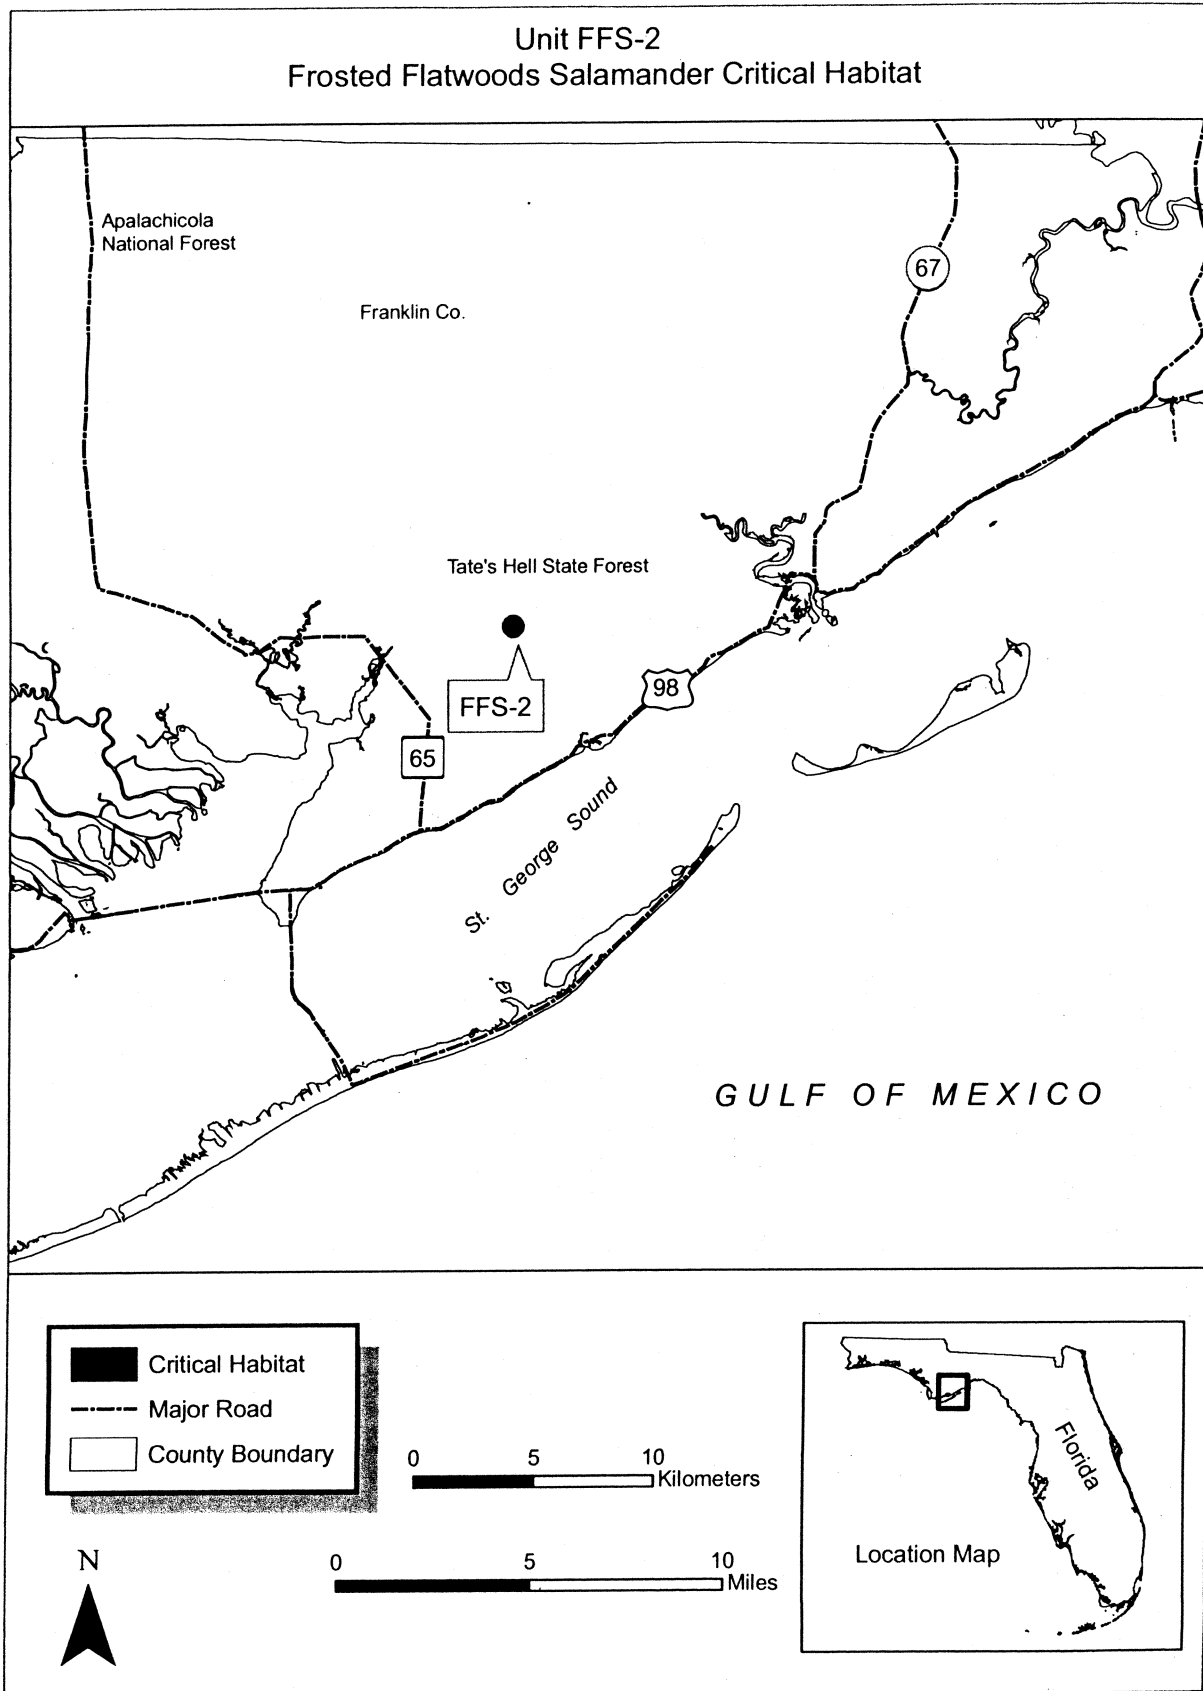 Unit FFS-2
Frosted Flatwoods Salamander Critical Habitat
Apalachicola
National Forest
67
Franklin Co.
Tate's Hell State Forest
FFS-2
98
65
St. George Sound
GULF OF MEXICO
Critical Habitat
Major Road
County Boundary
0 5 10
Kilometers
N
0 5 10
Miles
Florida
Location Map